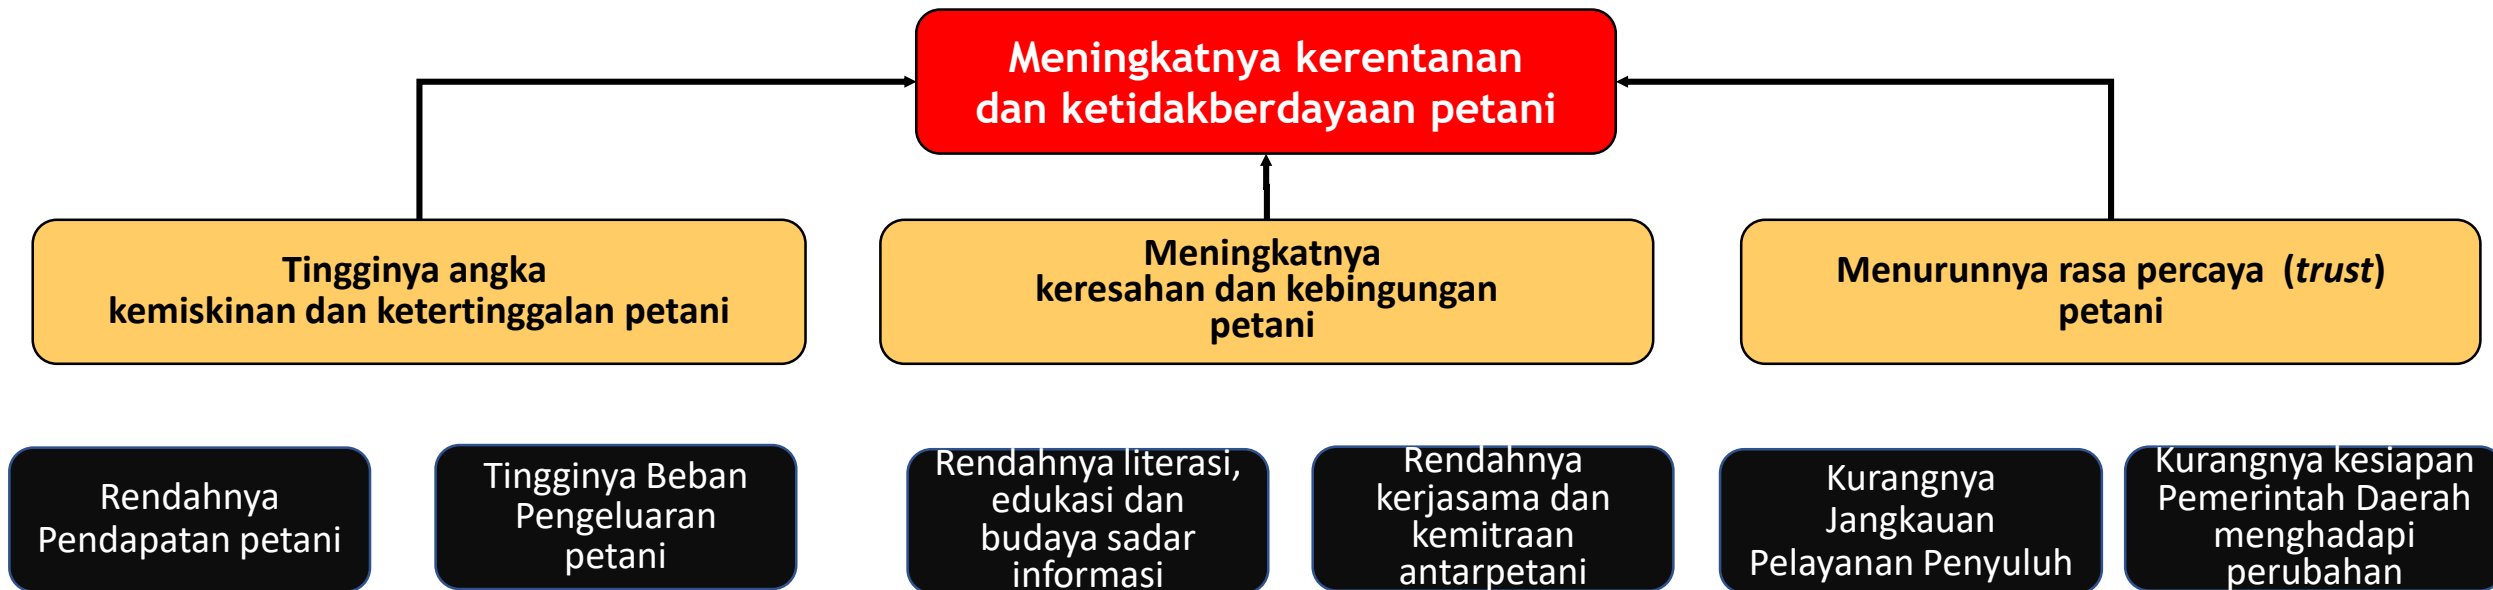 Meningkatnya kerentanan
dan ketidakberdayaan petani
Tingginya angka
kemiskinan dan ketertinggalan petani
Meningkatnya
keresahan dan kebingungan
petani
Menurunnya rasa percaya (trust)
petani
Rendahnya
Pendapatan petani
Tingginya Beban
Pengeluaran
petani
Rendahnya literasi,
edukasi dan
budaya sadar
informasi
Rendahnya
kerjasama dan
kemitraan
antarpetani
Kurangnya
Jangkauan
Pelayanan Penyuluh
Kurangnya kesiapan
Pemerintah Daerah
menghadapi
perubahan